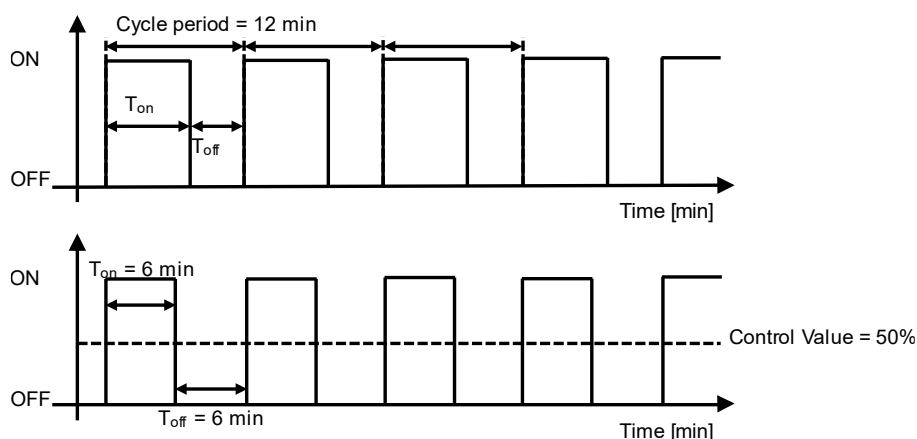 Cycle period = 12 min
ON
Ton
Toff
OFF
Time [min]
ON
Ton = 6 min
Control Value = 50%
OFF
Toff = 6 min
Time [min]